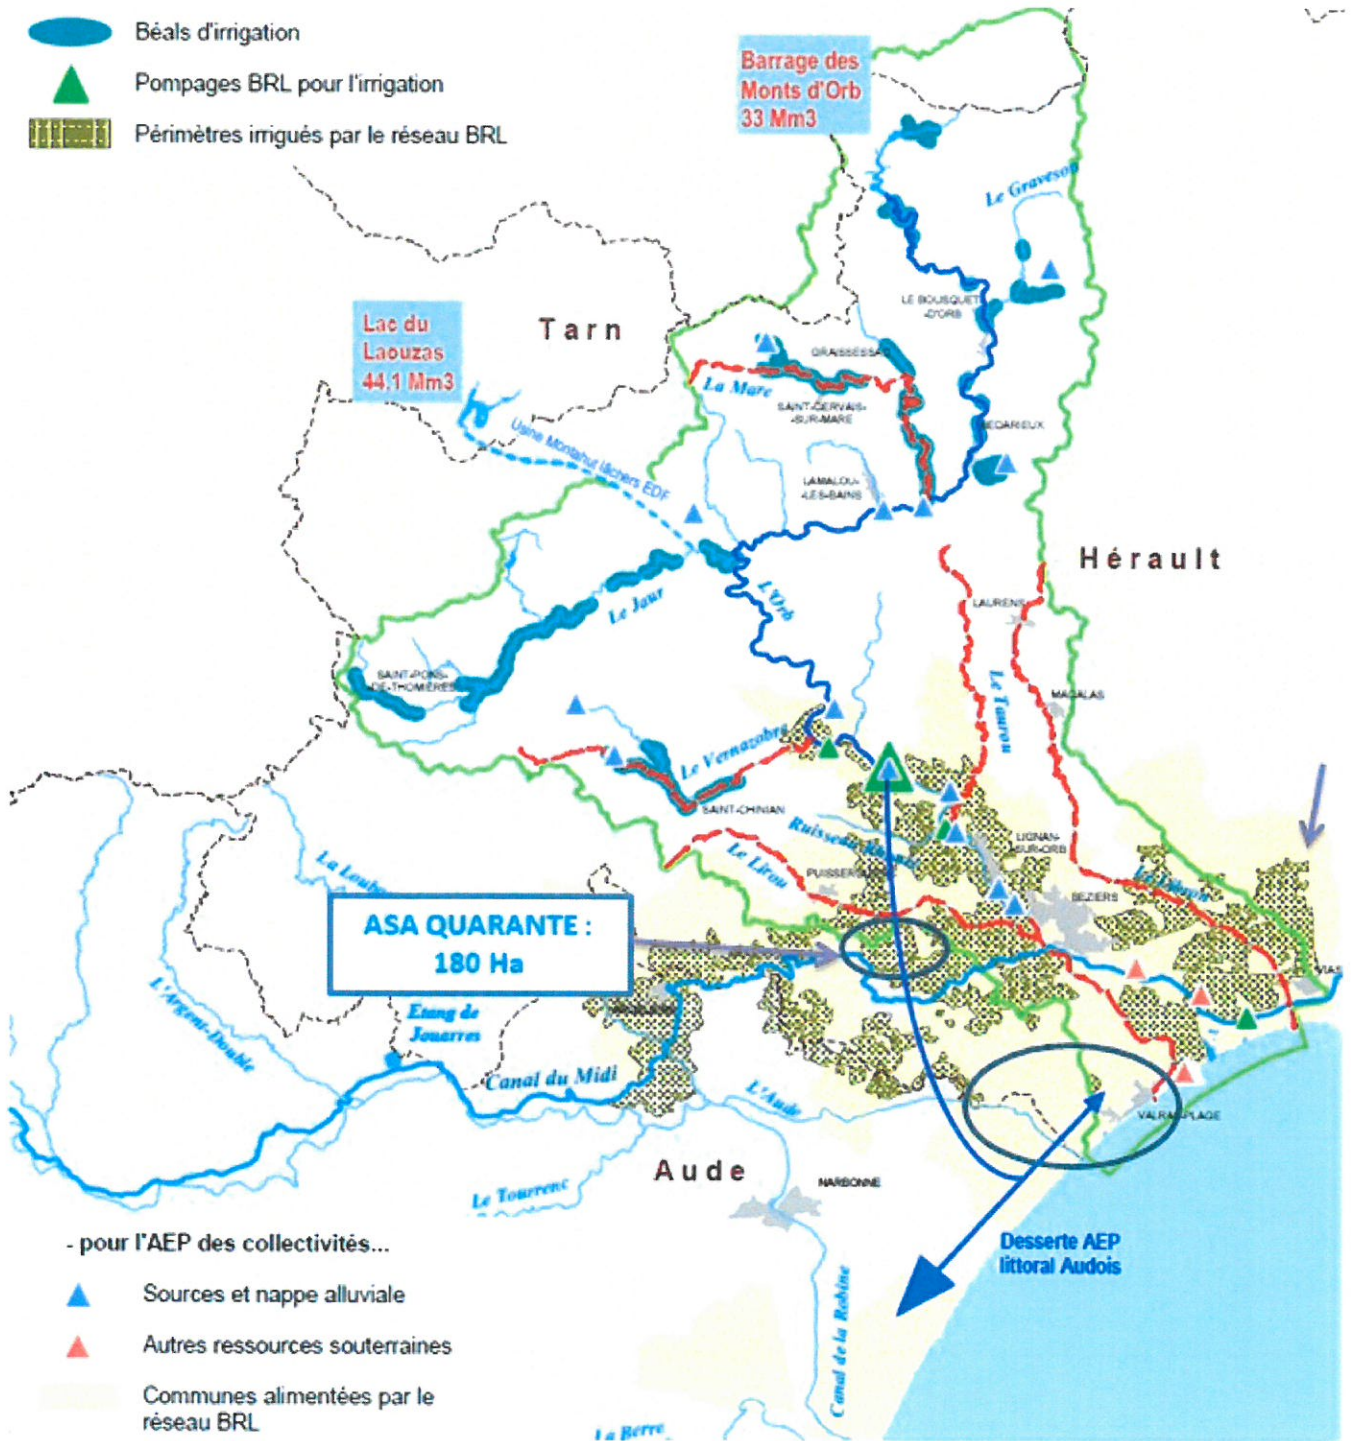 Béals d'irrigation
Pompages BRL pour l'irrigation
Périmètres irrigués par le réseau BRL
Barrage des
Monts d'Orb
33 Mm3
Le Graveson
Lac du
Laouzas
44,1 Mm3
Tarn
LE BOUSQUET
-D'ORB
GRAISSESSAC
La Mare
SAINT-GERVAIS-
-SUR-MARE
BEDARIEUX
Usine Montahut lâchers EDF
LAMALOU-
-LES-BAINS
Hérault
L'Orb
Le Jaur
LAURENS
SAINT-PONS-
-DE-THOMIÈRES
Le Taurou
MAGALAS
Le Vernazobre
SAINT-CHINIAN
Ruisseau
LIGNAN-
-SUR-ORB
Le Lirou
La Louby
BEZIERS
ASA QUARANTE :
180 Ha
VIAS
L'Argent-Double
Etang de
Jouarres
Canal du Midi
L'Aude
VALRAS-PLAGE
Aude
Le Tourrenc
NARBONNE
Desserte AEP
littoral Audois
Canal de la Robine
- pour l'AEP des collectivités...
Sources et nappe alluviale
Autres ressources souterraines
Communes alimentées par le
réseau BRL
La Berre